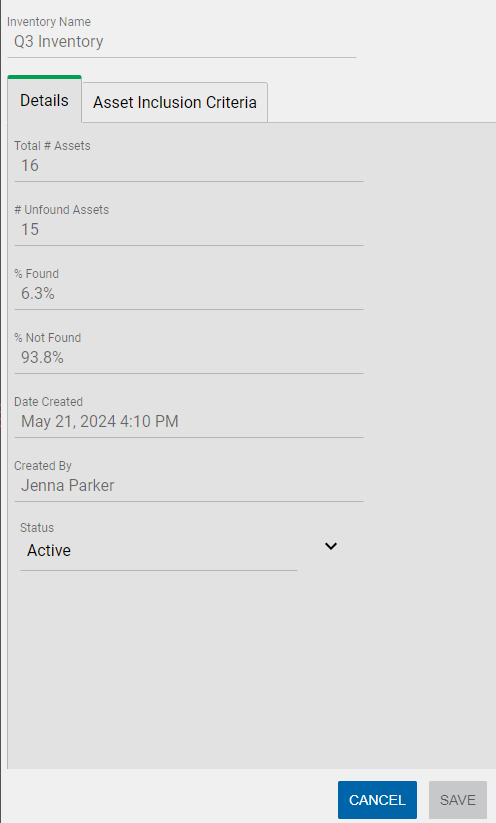 Inventory Name
Q3 Inventory
Details
Asset Inclusion Criteria
Total # Assets
16
# Unfound Assets
15
% Found
6.3%
% Not Found
93.8%
Date Created
May 21, 2024 4:10 PM
Created By
Jenna Parker
Status
Active
CANCEL
SAVE